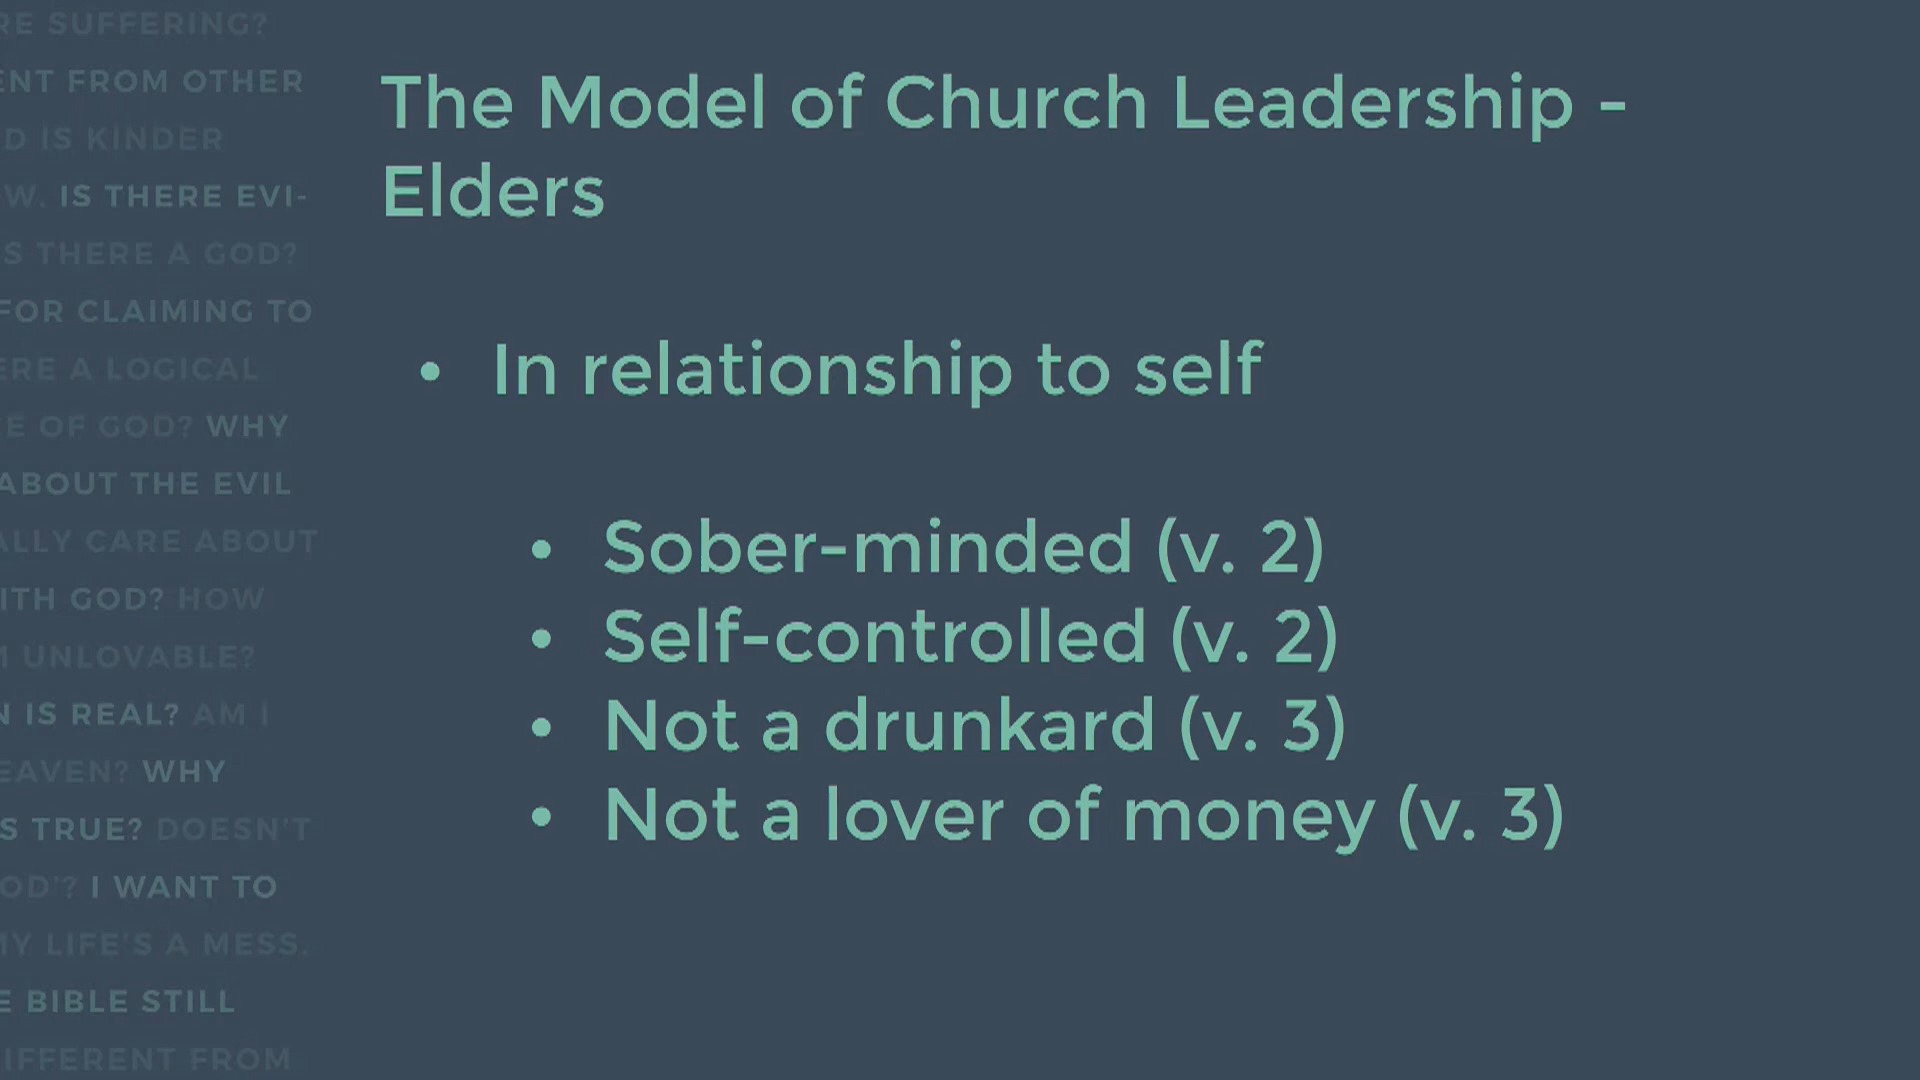 The Model of Church Leadership -
Elders
• In relationship to self
• Sober-minded (v. 2)
• Self-controlled (v. 2)
• Not a drunkard (v. 3)
• Not a lover of money (v. 3)
RE SUFFERING?
ENT FROM OTHER
D IS KINDER
W. IS THERE EVI-
S THERE A GOD?
FOR CLAIMING TO
ERE A LOGICAL
E OF GOD? WHY
ABOUT THE EVIL
ALLY CARE ABOUT
ITH GOD? HOW
M UNLOVABLE?
N IS REAL? AM I
EAVEN? WHY
S TRUE? DOESN'T
OD'? I WANT TO
MY LIFE'S A MESS.
E BIBLE STILL
IFFERENT FROM